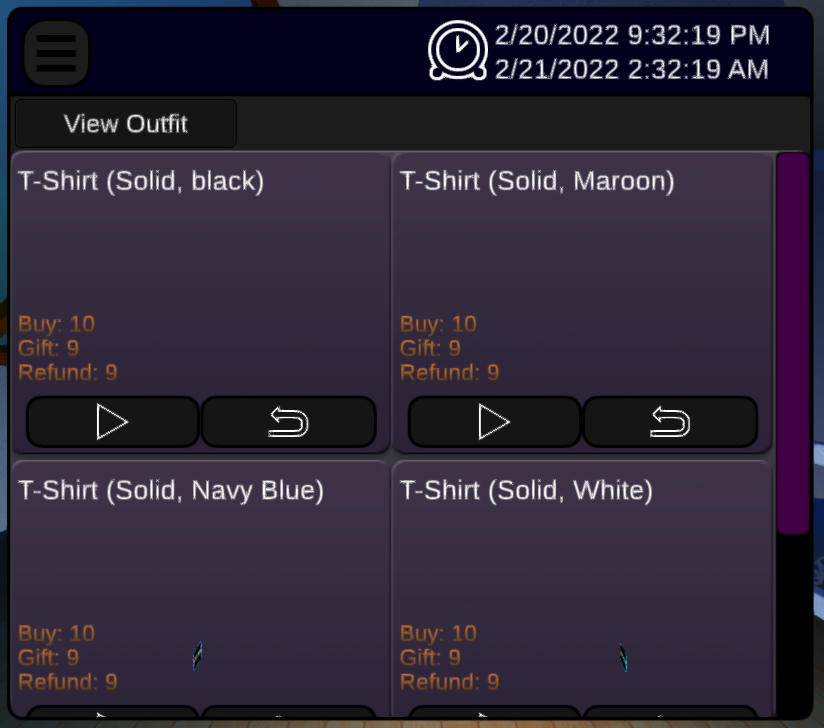 2/20/2022 9:32:19 PM
2/21/2022 2:32:19 AM
View Outfit
T-Shirt (Solid, black)
Buy: 10
Gift: 9
Refund: 9
T-Shirt (Solid, Maroon)
Buy: 10
Gift: 9
Refund: 9
T-Shirt (Solid, Navy Blue)
Buy: 10
Gift: 9
Refund: 9
T-Shirt (Solid, White)
Buy: 10
Gift: 9
Refund: 9